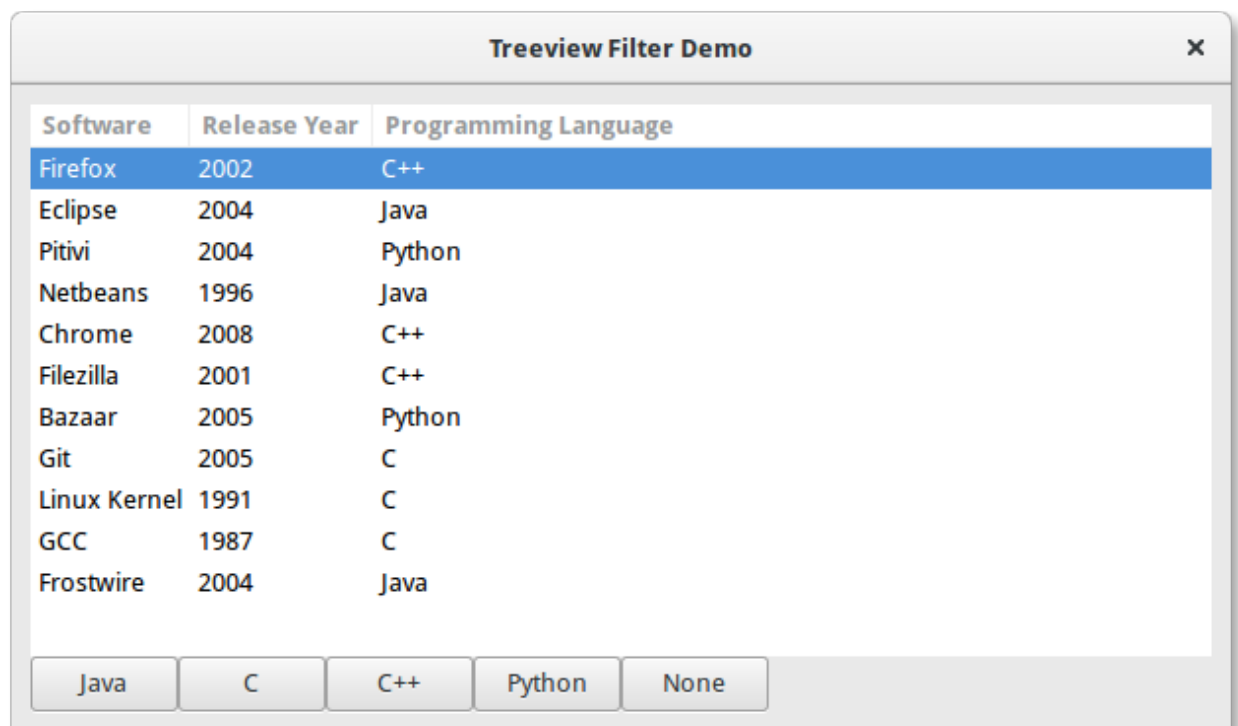 Treeview Filter Demo ×
Software Release Year Programming Language
Firefox 2002 C++
Eclipse 2004 Java
Pitivi 2004 Python
Netbeans 1996 Java
Chrome 2008 C++
Filezilla 2001 C++
Bazaar 2005 Python
Git 2005 C
Linux Kernel 1991 C
GCC 1987 C
Frostwire 2004 Java
Java C C++ Python None